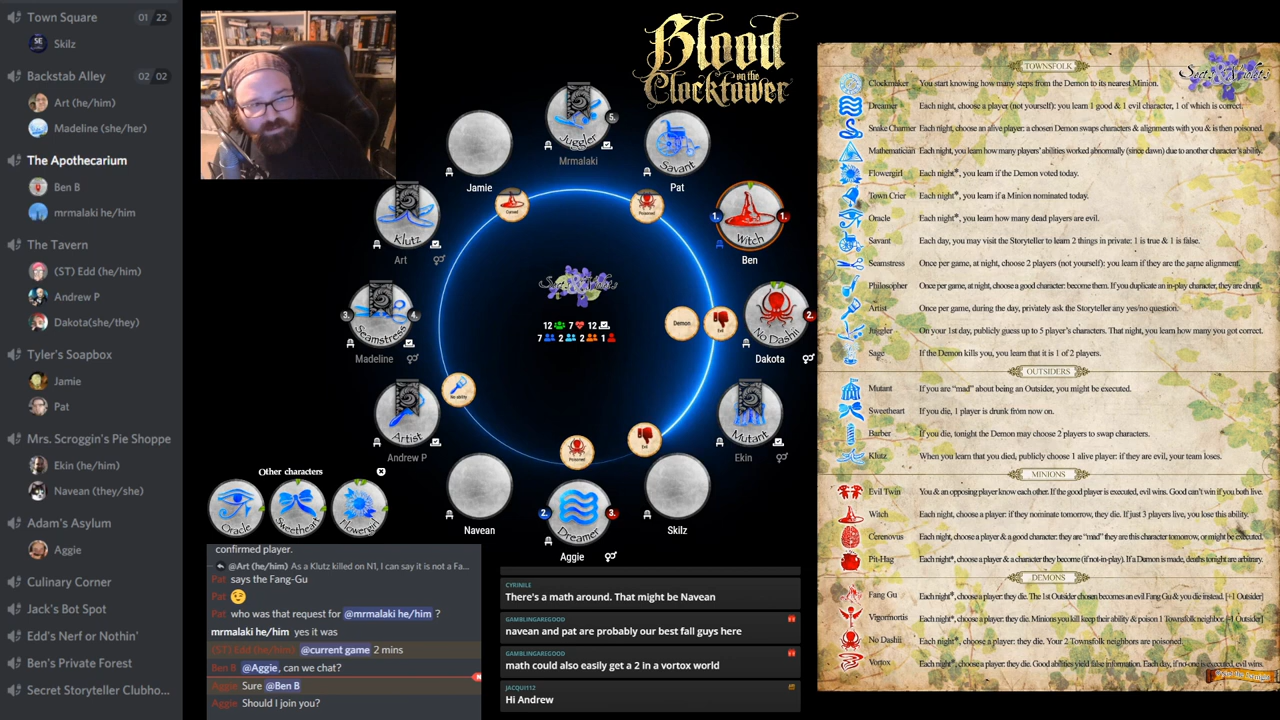 Town Square
01 22
Skilz
Backstab Alley
02 02
Art (he/him)
Madeline (she/her)
The Apothecarium
Ben B
mrmalaki he/him
The Tavern
(ST) Edd (he/him)
Andrew P
Dakota(she/they)
Tyler's Soapbox
Jamie
Pat
Mrs. Scroggin's Pie Shoppe
Ekin (he/him)
Navean (they/she)
Adam's Asylum
Aggie
Culinary Corner
Jack's Bot Spot
Edd's Nerf or Nothin'
Ben's Private Forest
Secret Storyteller Clubho...
Blood
on the
Clocktower
Juggler
5.
Mrmalaki
Jamie
Savant
Pat
Klutz
Art
Cursed
Poisoned
1.
Witch
1.
Ben
3.
Seamstress
4.
Madeline
12 7 12
7 2 2 2 1
Demon
Evil
No Dashii
2.
Dakota
Artist
No ability
Andrew P
Mutant
Ekin
Evil
Poisoned
Navean
2.
Dreamer
3.
Aggie
Skilz
Other characters
Oracle
Sweetheart
Flowergirl
confirmed player.
@Art (he/him) As a Klutz killed on N1, I can say it is not a Fa...
Pat says the Fang-Gu
Pat
Pat who was that request for @mrmalaki he/him ?
mrmalaki he/him yes it was
(ST) Edd (he/him) @current game 2 mins
Ben B @Aggie, can we chat?
Aggie Sure @Ben B
Aggie Should I join you?
CYRINILE
There's a math around. That might be Navean
GAMBLINGAREGOOD
navean and pat are probably our best fall guys here
GAMBLINGAREGOOD
math could also easily get a 2 in a vortox world
JACQUI112
Hi Andrew
TOWNSFOLK
Clockmaker You start knowing how many steps from the Demon to its nearest Minion.
Dreamer Each night, choose a player (not yourself): you learn 1 good & 1 evil character, 1 of which is correct.
Snake Charmer Each night, choose an alive player: a chosen Demon swaps characters & alignments with you & is then poisoned.
Mathematician Each night, you learn how many players' abilities worked abnormally (since dawn) due to another character's ability.
Flowergirl Each night*, you learn if the Demon voted today.
Town Crier Each night*, you learn if a Minion nominated today.
Oracle Each night*, you learn how many dead players are evil.
Savant Each day, you may visit the Storyteller to learn 2 things in private: 1 is true & 1 is false.
Seamstress Once per game, at night, choose 2 players (not yourself): you learn if they are the same alignment.
Philosopher Once per game, at night, choose a good character: become them. If you duplicate an in-play character, they are drunk.
Artist Once per game, during the day, privately ask the Storyteller any yes/no question.
Juggler On your 1st day, publicly guess up to 5 player's characters. That night, you learn how many you got correct.
Sage If the Demon kills you, you learn that it is 1 of 2 players.
OUTSIDERS
Mutant If you are "mad" about being an Outsider, you might be executed.
Sweetheart If you die, 1 player is drunk from now on.
Barber If you die, tonight the Demon may choose 2 players to swap characters.
Klutz When you learn that you died, publicly choose 1 alive player: if they are evil, your team loses.
MINIONS
Evil Twin You & an opposing player know each other. If the good player is executed, evil wins. Good can't win if you both live.
Witch Each night, choose a player: if they nominate tomorrow, they die. If just 3 players live, you lose this ability.
Cerenovus Each night, choose a player & a good character: they are "mad" they are this character tomorrow, or might be executed.
Pit-Hag Each night*, choose a player & a character they become (if not-in-play). If a Demon is made, deaths tonight are arbitrary.
DEMONS
Fang Gu Each night*, choose a player: they die. The 1st Outsider chosen becomes an evil Fang Gu & you die instead. [+1 Outsider]
Vigormortis Each night*, choose a player: they die. Minions you kill keep their ability & poison 1 Townsfolk neighbor. [-1 Outsider]
No Dashii Each night*, choose a player: they die. Your 2 Townsfolk neighbors are poisoned.
Vortox Each night*, choose a player: they die. Good abilities yield false information. Each day, if no-one is executed, evil wins.